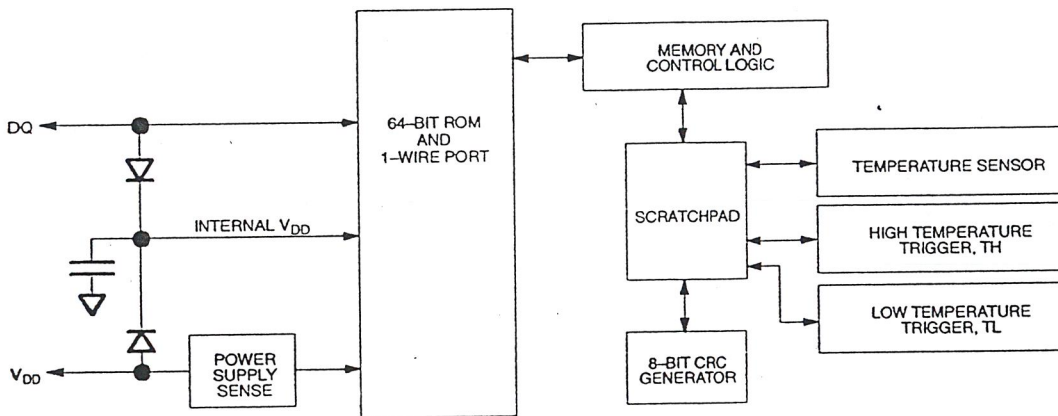 DQ
INTERNAL VDD
VDD
POWER
SUPPLY
SENSE
64–BIT ROM
AND
1–WIRE PORT
MEMORY AND
CONTROL LOGIC
SCRATCHPAD
8–BIT CRC
GENERATOR
TEMPERATURE SENSOR
HIGH TEMPERATURE
TRIGGER, TH
LOW TEMPERATURE
TRIGGER, TL